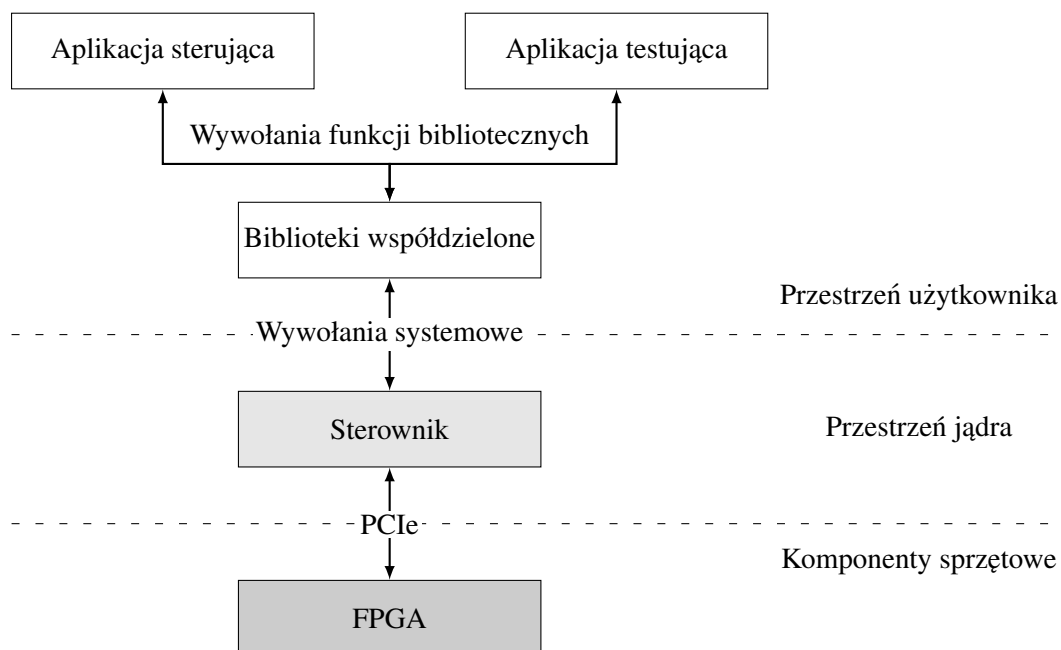 Aplikacja sterująca
Aplikacja testująca
Wywołania funkcji bibliotecznych
Biblioteki współdzielone
Przestrzeń użytkownika
Wywołania systemowe
Sterownik
Przestrzeń jądra
PCIe
Komponenty sprzętowe
FPGA